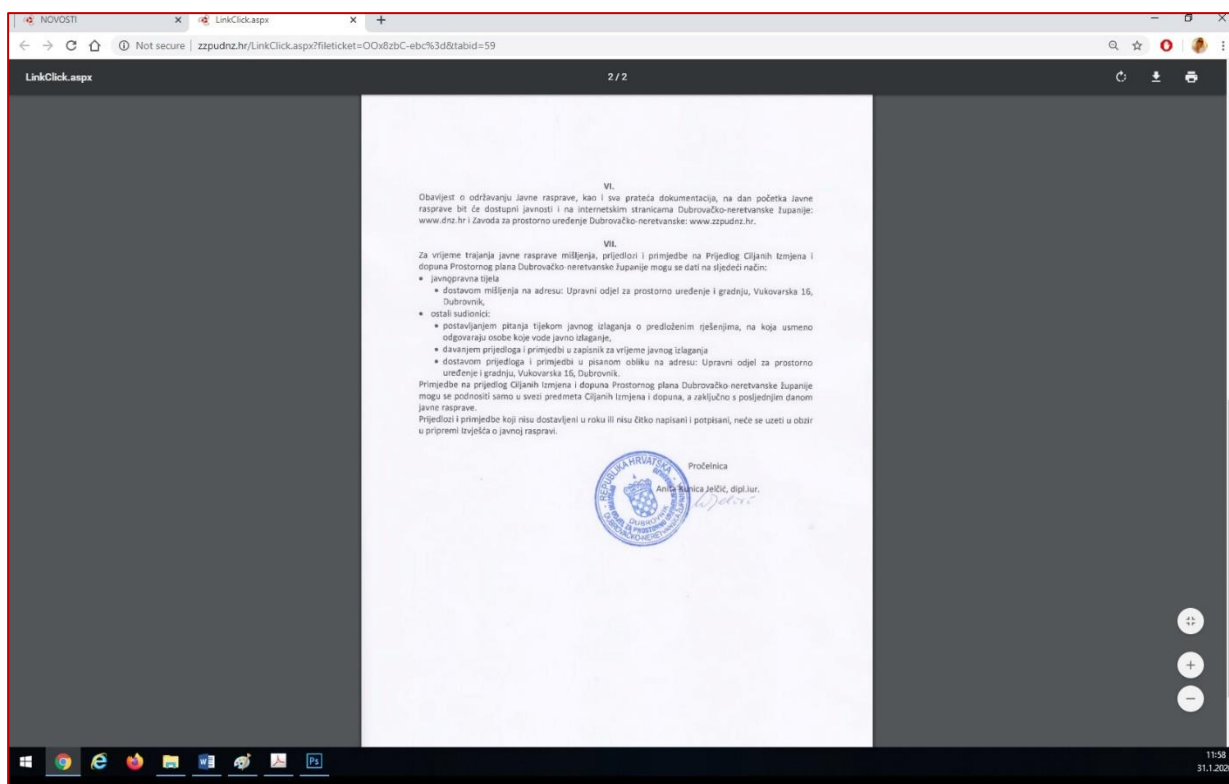 NOVOSTI
LinkClick.aspx
Not secure | zzpudnz.hr/LinkClick.aspx?fileticket=OOx8zbC-ebc%3d&tabid=59
LinkClick.aspx
2 / 2
VI.
Obavijest o održavanju Javne rasprave, kao i sva prateća dokumentacija, na dan početka Javne
rasprave bit će dostupni javnosti i na internetskim stranicama Dubrovačko-neretvanske županije:
www.dnz.hr i Zavoda za prostorno uređenje Dubrovačko-neretvanske: www.zzpudnz.hr.
VII.
Za vrijeme trajanja javne rasprave mišljenja, prijedlozi i primjedbe na Prijedlog Ciljanih Izmjena i
dopuna Prostornog plana Dubrovačko-neretvanske županije mogu se dati na sljedeći način:
• javnopravna tijela
• dostavom mišljenja na adresu: Upravni odjel za prostorno uređenje i gradnju, Vukovarska 16,
Dubrovnik,
• ostali sudionici:
• postavljanjem pitanja tijekom javnog izlaganja o predloženim rješenjima, na koja usmeno
odgovaraju osobe koje vode javno izlaganje,
• davanjem prijedloga i primjedbi u zapisnik za vrijeme javnog izlaganja
• dostavom prijedloga i primjedbi u pisanom obliku na adresu: Upravni odjel za prostorno
uređenje i gradnju, Vukovarska 16, Dubrovnik.
Primjedbe na prijedlog Ciljanih Izmjena i dopuna Prostornog plana Dubrovačko-neretvanske županije
mogu se podnositi samo u svezi predmeta Ciljanih Izmjena i dopuna, a zaključno s posljednjim danom
javne rasprave.
Prijedlozi i primjedbe koji nisu dostavljeni u roku ili nisu čitko napisani i potpisani, neće se uzeti u obzir
u pripremi Izvješća o javnoj raspravi.
Pročelnica
Anita Kunica Jelčić, dipl.iur.
REPUBLIKA HRVATSKA
DUBROVAČKO-NERETVANSKA ŽUPANIJA
DUBROVNIK
11:58
31.1.202